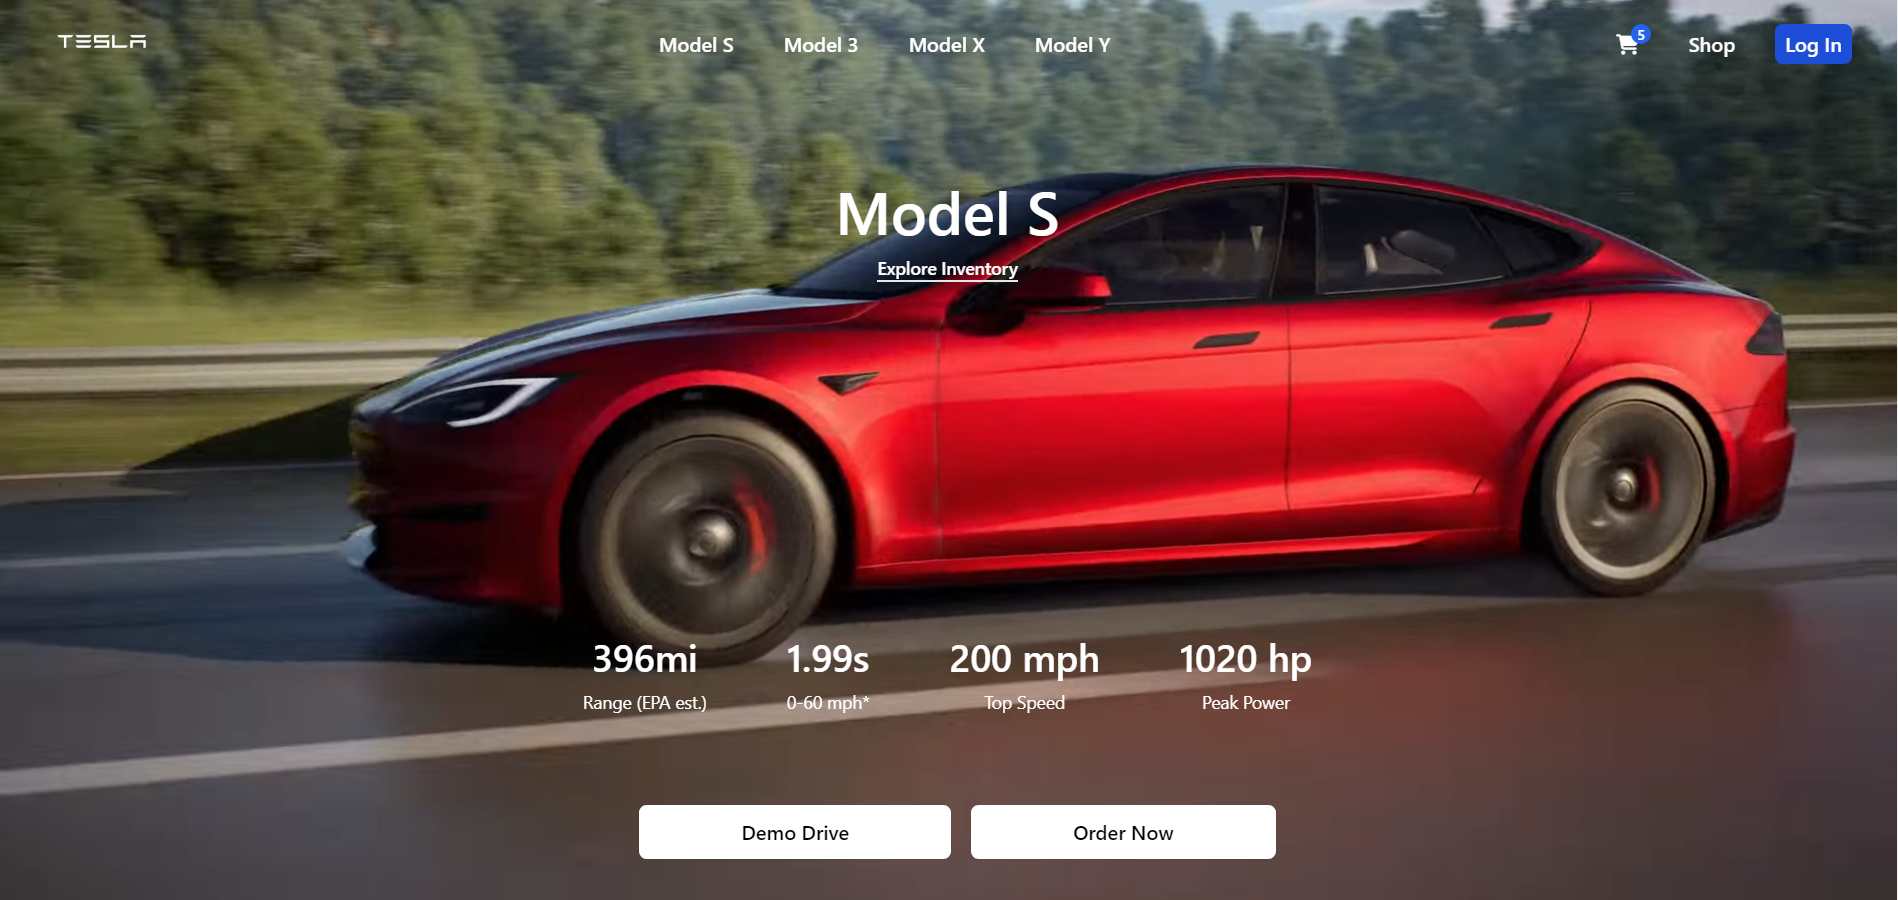 TESLA
Model S Model 3 Model X Model Y
5
Shop
Log In
Model S
Explore Inventory
396mi 1.99s 200 mph 1020 hp
Range (EPA est.) 0-60 mph* Top Speed Peak Power
Demo Drive Order Now